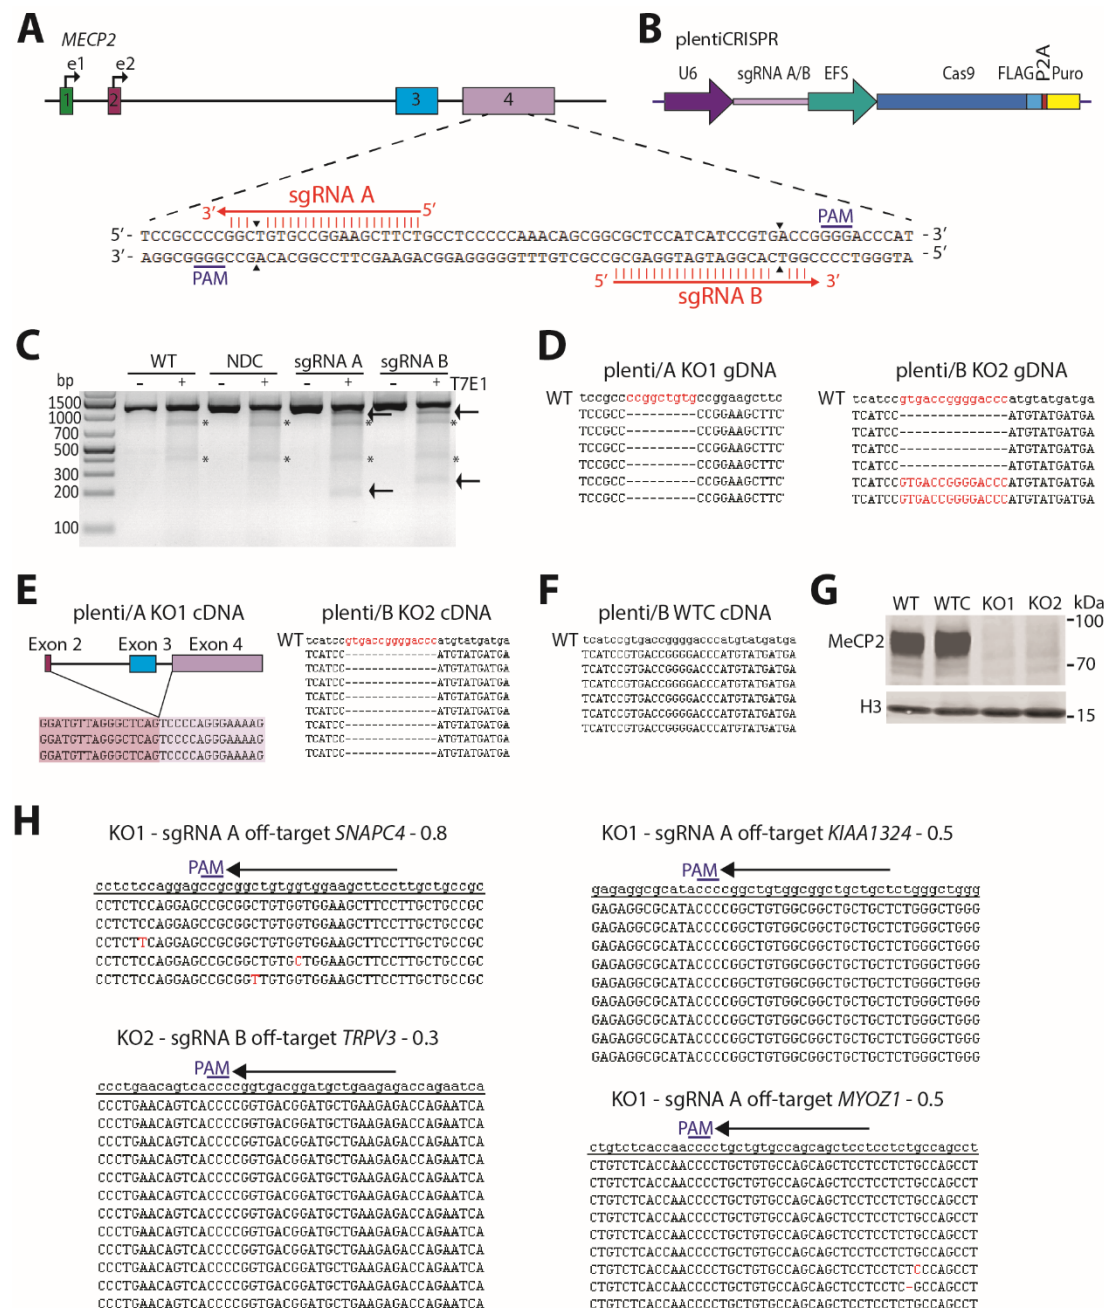 A
MECP2
e1
e2
1
2
3
4
B
plentiCRISPR
U6
sgRNA A/B
EFS
Cas9
FLAG
P2A
Puro
sgRNA A
3′
5′
PAM
5′- TCCGCCCCGGCTGTGCCGGAAGCTTCTGCCTCCCCCAAACAGCGGCGCTCCATCATCCGTGACCGGGGACCCAT - 3′
3′- AGGCGGGGCCGACACGGCCTTCGAAGACGGAGGGGGTTTGTCGCCGCGAGGTAGTAGGCACTGGCCCCTGGGTA - 5′
PAM
5′
3′
sgRNA B
C
WT
NDC
sgRNA A
sgRNA B
bp
- + - + - + - + T7E1
1500
1000
700
500
300
200
100
*
*
*
*
*
*
*
*
D
plenti/A KO1 gDNA
WT tccgcccccggctgtgccggaagcttc
TCCGCC----------CCGGAAGCTTC
TCCGCC----------CCGGAAGCTTC
TCCGCC----------CCGGAAGCTTC
TCCGCC----------CCGGAAGCTTC
TCCGCC----------CCGGAAGCTTC
plenti/B KO2 gDNA
WT tcatccgtgaccggggacccatgtatgatga
TCATCC--------------ATGTATGATGA
TCATCC--------------ATGTATGATGA
TCATCC--------------ATGTATGATGA
TCATCC--------------ATGTATGATGA
TCATCCGTGACCGGGGACCCATGTATGATGA
TCATCCGTGACCGGGGACCCATGTATGATGA
E
plenti/A KO1 cDNA
Exon 2
Exon 3
Exon 4
GGATGTTAGGGCTCAGTCCCCAGGGAAAAG
GGATGTTAGGGCTCAGTCCCCAGGGAAAAG
GGATGTTAGGGCTCAGTCCCCAGGGAAAAG
plenti/B KO2 cDNA
WT tcatccgtgaccggggacccatgtatgatga
TCATCC--------------ATGTATGATGA
TCATCC--------------ATGTATGATGA
TCATCC--------------ATGTATGATGA
TCATCC--------------ATGTATGATGA
TCATCC--------------ATGTATGATGA
TCATCC--------------ATGTATGATGA
TCATCC--------------ATGTATGATGA
TCATCC--------------ATGTATGATGA
F
plenti/B WTC cDNA
WT tcatccgtgaccggggacccatgtatgatga
TCATCCGTGACCGGGGACCCATGTATGATGA
TCATCCGTGACCGGGGACCCATGTATGATGA
TCATCCGTGACCGGGGACCCATGTATGATGA
TCATCCGTGACCGGGGACCCATGTATGATGA
TCATCCGTGACCGGGGACCCATGTATGATGA
TCATCCGTGACCGGGGACCCATGTATGATGA
G
WT
WTC
KO1
KO2
kDa
MeCP2
100
70
H3
15
H
KO1 - sgRNA A off-target SNAPC4 - 0.8
PAM
cctctccaggagccgcggctgtggtggaagcttccttgctgccgc
CCTCTCCAGGAGCCGCGGCTGTGGTGGAAGCTTCCTTGCTGCCGC
CCTCTCCAGGAGCCGCGGCTGTGGTGGAAGCTTCCTTGCTGCCGC
CCTCTTCAGGAGCCGCGGCTGTGGTGGAAGCTTCCTTGCTGCCGC
CCTCTCCAGGAGCCGCGGCTGTGCTGGAAGCTTCCTTGCTGCCGC
CCTCTCCAGGAGCCGCGGTTGTGGTGGAAGCTTCCTTGCTGCCGC
KO1 - sgRNA A off-target KIAA1324 - 0.5
PAM
gagaggcgcataccccggctgtggcggctgctgctctgggctggg
GAGAGGCGCATACCCCGGCTGTGGCGGCTGCTGCTCTGGGCTGGG
GAGAGGCGCATACCCCGGCTGTGGCGGCTGCTGCTCTGGGCTGGG
GAGAGGCGCATACCCCGGCTGTGGCGGCTGCTGCTCTGGGCTGGG
GAGAGGCGCATACCCCGGCTGTGGCGGCTGCTGCTCTGGGCTGGG
GAGAGGCGCATACCCCGGCTGTGGCGGCTGCTGCTCTGGGCTGGG
GAGAGGCGCATACCCCGGCTGTGGCGGCTGCTGCTCTGGGCTGGG
GAGAGGCGCATACCCCGGCTGTGGCGGCTGCTGCTCTGGGCTGGG
GAGAGGCGCATACCCCGGCTGTGGCGGCTGCTGCTCTGGGCTGGG
GAGAGGCGCATACCCCGGCTGTGGCGGCTGCTGCTCTGGGCTGGG
KO2 - sgRNA B off-target TRPV3 - 0.3
PAM
ccctgaacagtcaccccggtgacggatgctgaagagaccagaatca
CCCTGAACAGTCACCCCGGTGACGGATGCTGAAGAGACCAGAATCA
CCCTGAACAGTCACCCCGGTGACGGATGCTGAAGAGACCAGAATCA
CCCTGAACAGTCACCCCGGTGACGGATGCTGAAGAGACCAGAATCA
CCCTGAACAGTCACCCCGGTGACGGATGCTGAAGAGACCAGAATCA
CCCTGAACAGTCACCCCGGTGACGGATGCTGAAGAGACCAGAATCA
CCCTGAACAGTCACCCCGGTGACGGATGCTGAAGAGACCAGAATCA
CCCTGAACAGTCACCCCGGTGACGGATGCTGAAGAGACCAGAATCA
CCCTGAACAGTCACCCCGGTGACGGATGCTGAAGAGACCAGAATCA
CCCTGAACAGTCACCCCGGTGACGGATGCTGAAGAGACCAGAATCA
CCCTGAACAGTCACCCCGGTGACGGATGCTGAAGAGACCAGAATCA
CCCTGAACAGTCACCCCGGTGACGGATGCTGAAGAGACCAGAATCA
CCCTGAACAGTCACCCCGGTGACGGATGCTGAAGAGACCAGAATCA
KO1 - sgRNA A off-target MYOZ1 - 0.5
PAM
ctgtctcaccaacccctgctgtgccagcagctcctcctctgccagcct
CTGTCTCACCAACCCCTGCTGTGCCAGCAGCTCCTCCTCTGCCAGCCT
CTGTCTCACCAACCCCTGCTGTGCCAGCAGCTCCTCCTCTGCCAGCCT
CTGTCTCACCAACCCCTGCTGTGCCAGCAGCTCCTCCTCTGCCAGCCT
CTGTCTCACCAACCCCTGCTGTGCCAGCAGCTCCTCCTCTGCCAGCCT
CTGTCTCACCAACCCCTGCTGTGCCAGCAGCTCCTCCTCTGCCAGCCT
CTGTCTCACCAACCCCTGCTGTGCCAGCAGCTCCTCCTCTGCCAGCCT
CTGTCTCACCAACCCCTGCTGTGCCAGCAGCTCCTCCTCTCCCAGCCT
CTGTCTCACCAACCCCTGCTGTGCCAGCAGCTCCTCCTC-GCCAGCCT
CTGTCTCACCAACCCCTGCTGTGCCAGCAGCTCCTCCTCTGCCAGCCT